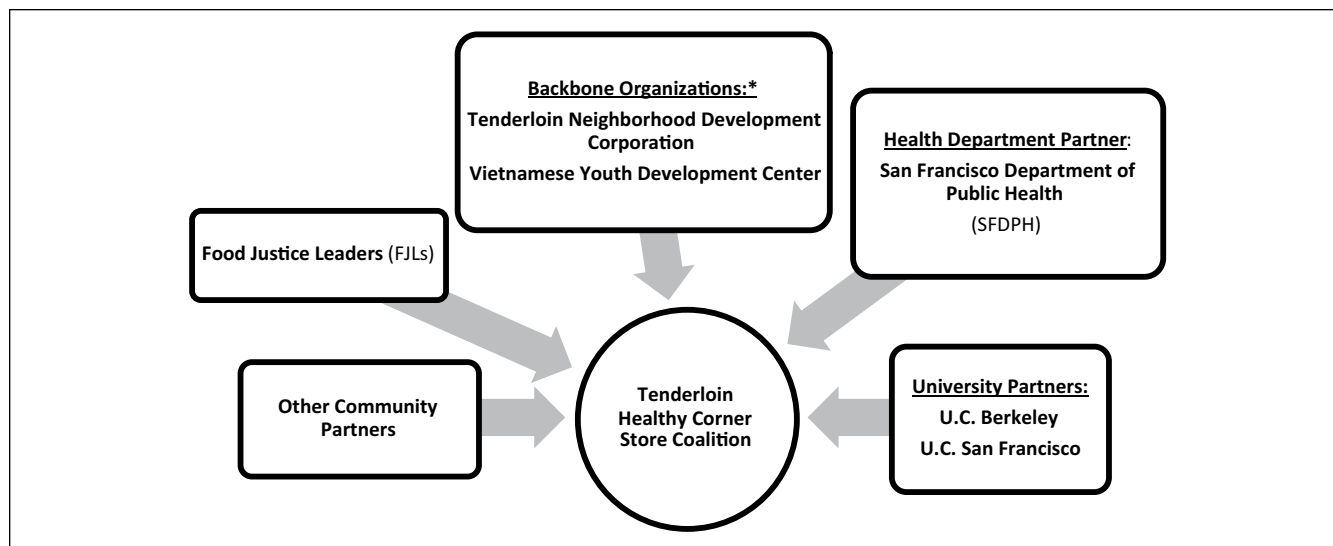 Backbone Organizations:*
Tenderloin Neighborhood Development
Corporation
Vietnamese Youth Development Center
Health Department Partner:
San Francisco Department of
Public Health
(SFDPH)
Food Justice Leaders (FJLs)
Other Community
Partners
Tenderloin
Healthy Corner
Store Coalition
University Partners:
U.C. Berkeley
U.C. San Francisco